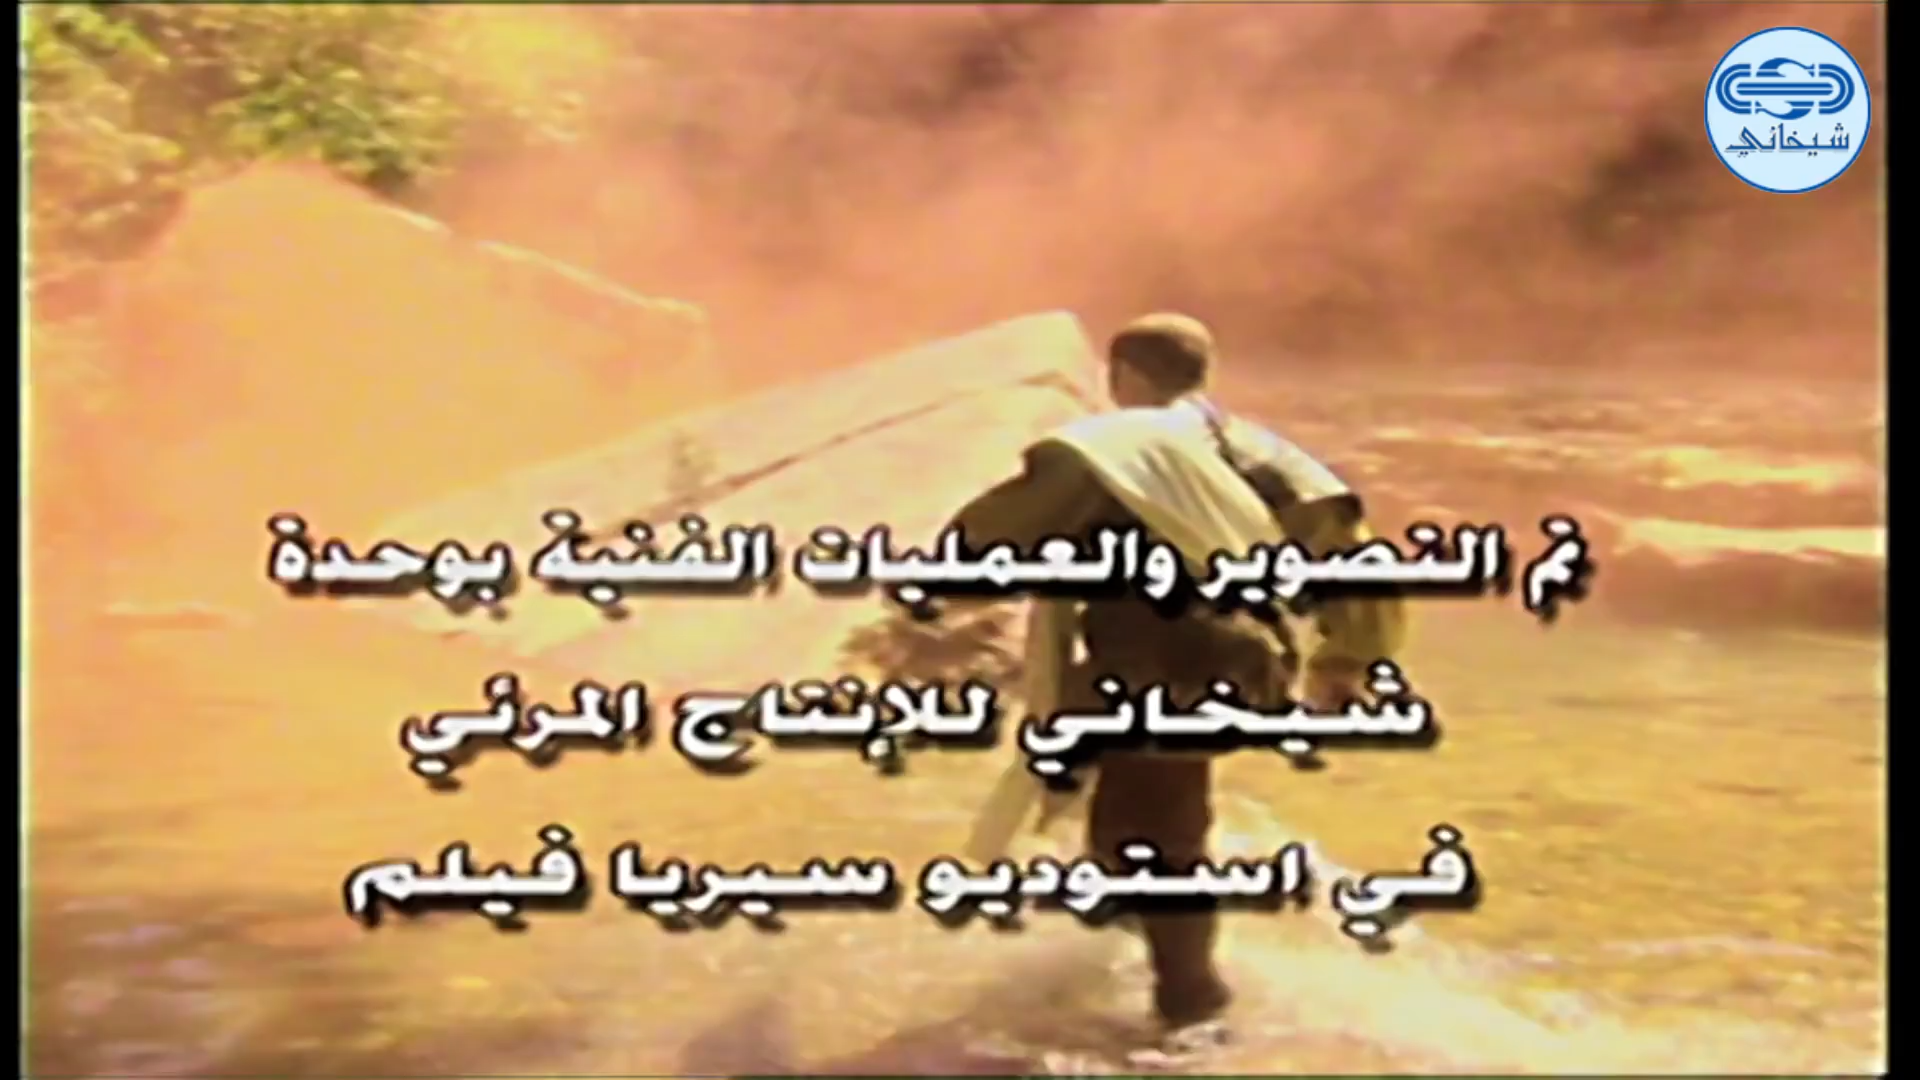 شيخاني
تم التصوير والعمليات الفنية بوحدة
شيخاني للإنتاج المرئي
في استوديو سيريا فيلم